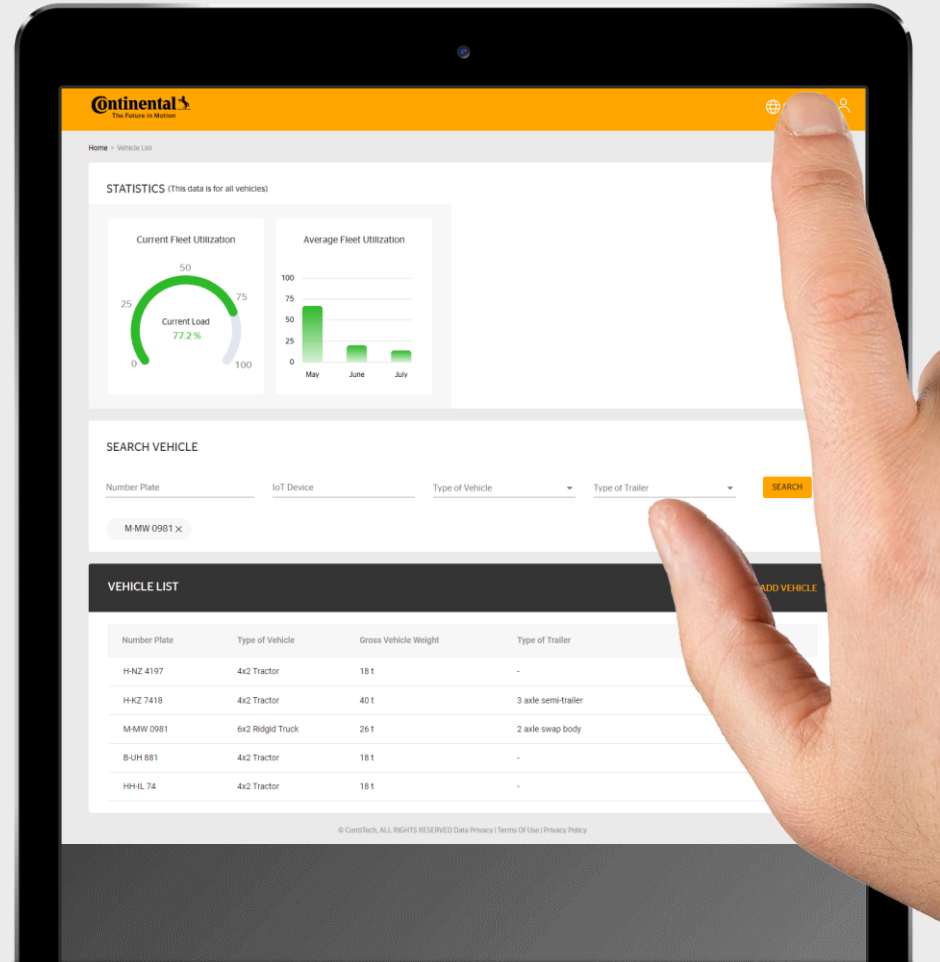 Continental
The Future in Motion
Home > Vehicle List
STATISTICS (This data is for all vehicles)
Current Fleet Utilization
Average Fleet Utilization
50
25
75
Current Load
77.2 %
0
100
100
75
50
25
0
May June July
SEARCH VEHICLE
Number Plate IoT Device Type of Vehicle Type of Trailer SEARCH
M-MW 0981 ×
VEHICLE LIST ADD VEHICLE
Number Plate Type of Vehicle Gross Vehicle Weight Type of Trailer
H-NZ 4197 4x2 Tractor 18 t -
H-KZ 7418 4x2 Tractor 40 t 3 axle semi-trailer
M-MW 0981 6x2 Ridgid Truck 26 t 2 axle swap body
B-UH 881 4x2 Tractor 18 t -
HH-IL 74 4x2 Tractor 18 t -
© ContiTech, ALL RIGHTS RESERVED Data Privacy | Terms Of Use | Privacy Policy